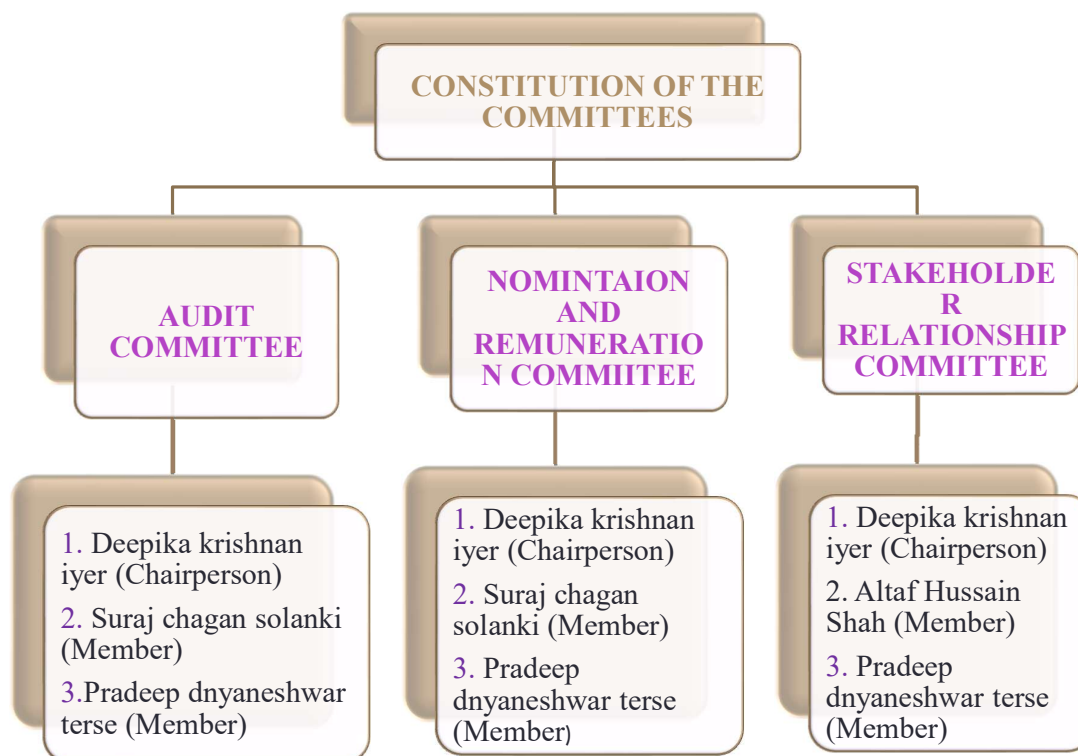 CONSTITUTION OF THE
COMMITTEES
AUDIT
COMMITTEE
NOMINTAION
AND
REMUNERATIO
N COMMIITEE
STAKEHOLDE
R
RELATIONSHIP
COMMITTEE
1. Deepika krishnan
iyer (Chairperson)
2. Suraj chagan solanki
(Member)
3.Pradeep dnyaneshwar
terse (Member)
1. Deepika krishnan
iyer (Chairperson)
2. Suraj chagan
solanki (Member)
3. Pradeep
dnyaneshwar terse
(Member)
1. Deepika krishnan
iyer (Chairperson)
2. Altaf Hussain
Shah (Member)
3. Pradeep
dnyaneshwar terse
(Member)